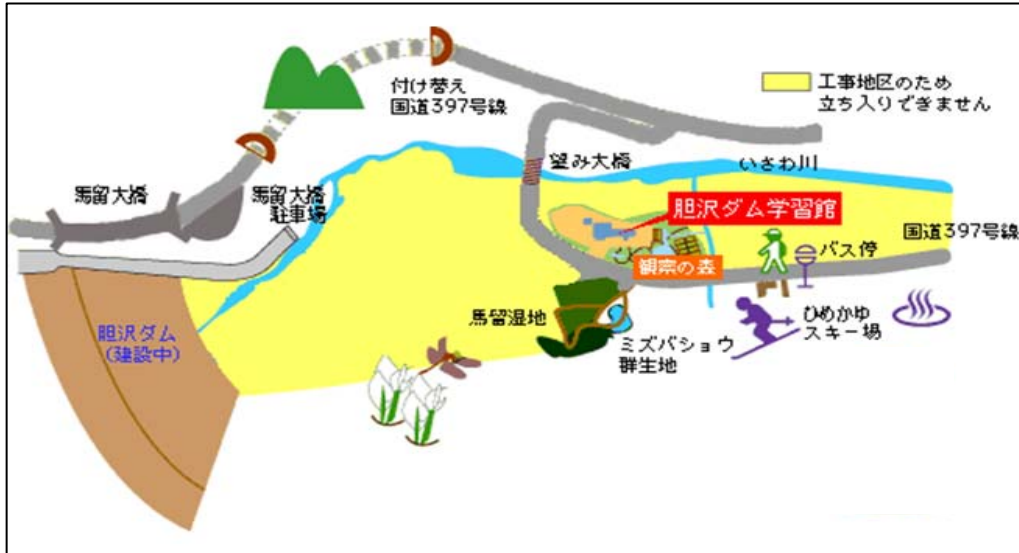 付け替え
国道397号線
工事地区のため
立ち入りできません
望み大橋
いさわ川
馬留大橋
馬留大橋
駐車場
胆沢ダム学習館
国道397号線
バス停
観察の森
胆沢ダム
(建設中)
馬留湿地
ミズバショウ
群生地
ひめかゆ
スキー場